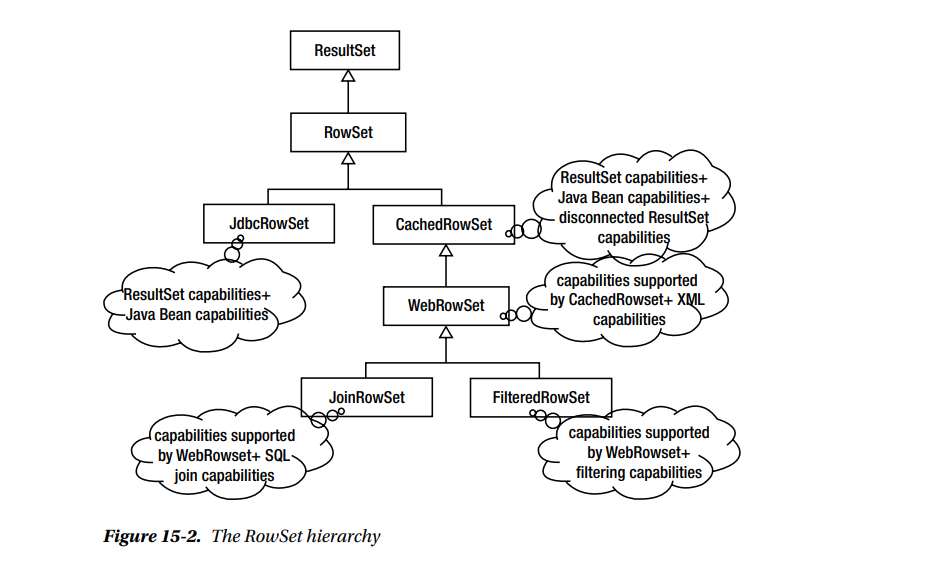 ResultSet
RowSet
JdbcRowSet
CachedRowSet
ResultSet capabilities+
Java Bean capabilities+
disconnected ResultSet
capabilities
ResultSet capabilities+
Java Bean capabilities
WebRowSet
capabilities supported
by CachedRowset+ XML
capabilities
JoinRowSet
FilteredRowSet
capabilities supported
by WebRowset+ SQL
join capabilities
capabilities supported
by WebRowset+
filtering capabilities
Figure 15-2. The RowSet hierarchy